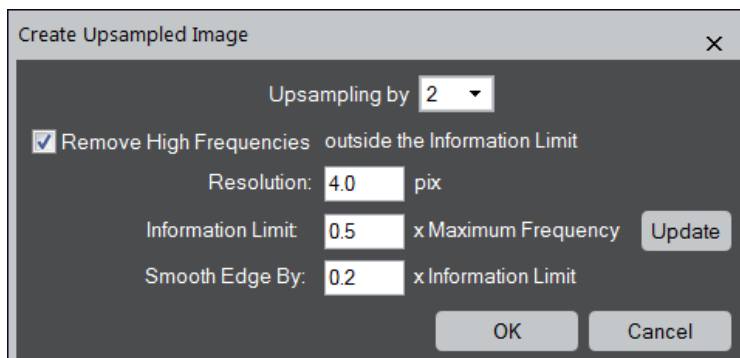 Create Upsampled Image
Upsampling by 2
Remove High Frequencies outside the Information Limit
Resolution: 4.0 pix
Information Limit: 0.5 x Maximum Frequency Update
Smooth Edge By: 0.2 x Information Limit
OK Cancel